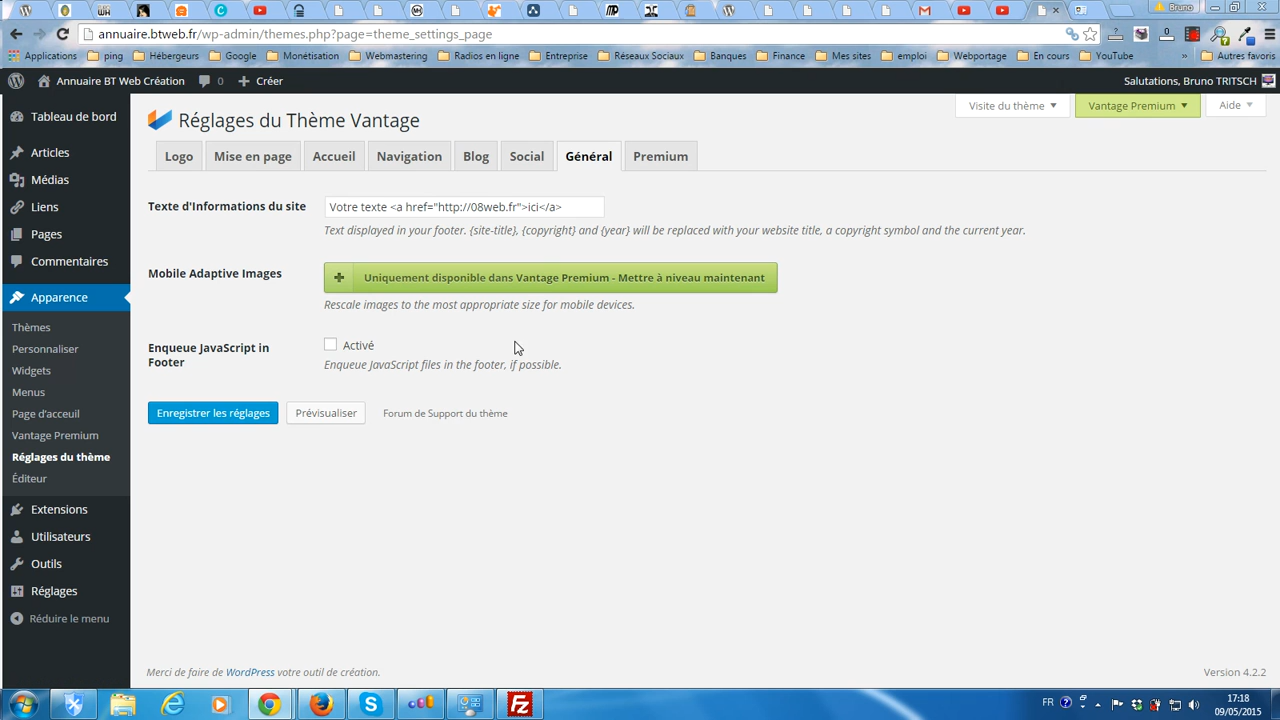 Bruno
annuaire.btweb.fr/wp-admin/themes.php?page=theme_settings_page
Applications ping Hébergeurs Google Monétisation Webmastering Radios en ligne Entreprise Réseaux Sociaux Banques Finance Mes sites emploi Webportage En cours YouTube » Autres favoris
Annuaire BT Web Création 0 Créer Salutations, Bruno TRITSCH
Tableau de bord
Articles
Médias
Liens
Pages
Commentaires
Apparence
Thèmes
Personnaliser
Widgets
Menus
Page d'acceuil
Vantage Premium
Réglages du thème
Éditeur
Extensions
Utilisateurs
Outils
Réglages
Réduire le menu
Visite du thème Vantage Premium Aide
Réglages du Thème Vantage
Logo Mise en page Accueil Navigation Blog Social Général Premium
Texte d'Informations du site Votre texte <a href="http://08web.fr">ici</a>
Text displayed in your footer. {site-title}, {copyright} and {year} will be replaced with your website title, a copyright symbol and the current year.
Mobile Adaptive Images Uniquement disponible dans Vantage Premium - Mettre à niveau maintenant
Rescale images to the most appropriate size for mobile devices.
Enqueue JavaScript in
Footer
Activé
Enqueue JavaScript files in the footer, if possible.
Enregistrer les réglages Prévisualiser Forum de Support du thème
Merci de faire de WordPress votre outil de création. Version 4.2.2
FR 17:18
09/05/2015